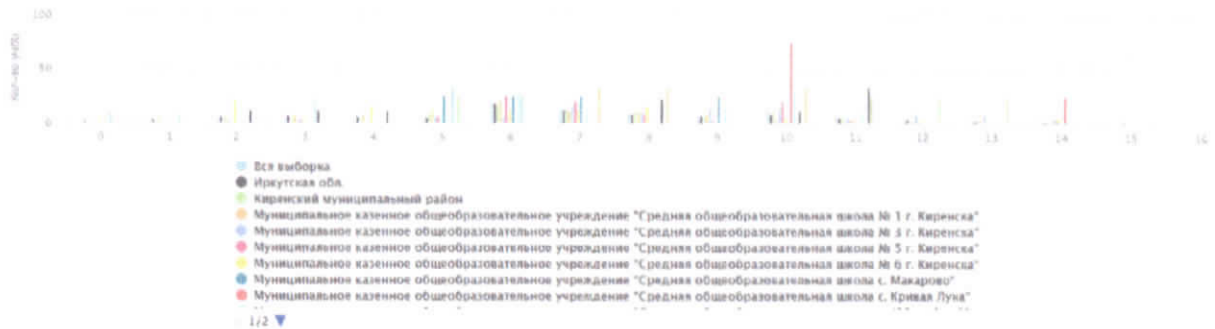 100
50
0
0 1 2 3 4 5 6 7 8 9 10 11 12 13 14 15 16
Вся выборка
Иркутская обл.
Киренский муниципальный район
Муниципальное казенное общеобразовательное учреждение "Средняя общеобразовательная школа № 1 г. Киренска"
Муниципальное казенное общеобразовательное учреждение "Средняя общеобразовательная школа № 3 г. Киренска"
Муниципальное казенное общеобразовательное учреждение "Средняя общеобразовательная школа № 5 г. Киренска"
Муниципальное казенное общеобразовательное учреждение "Средняя общеобразовательная школа № 6 г. Киренска"
Муниципальное казенное общеобразовательное учреждение "Средняя общеобразовательная школа с. Макарово"
Муниципальное казенное общеобразовательное учреждение "Средняя общеобразовательная школа с. Кривая Лука"
1/2